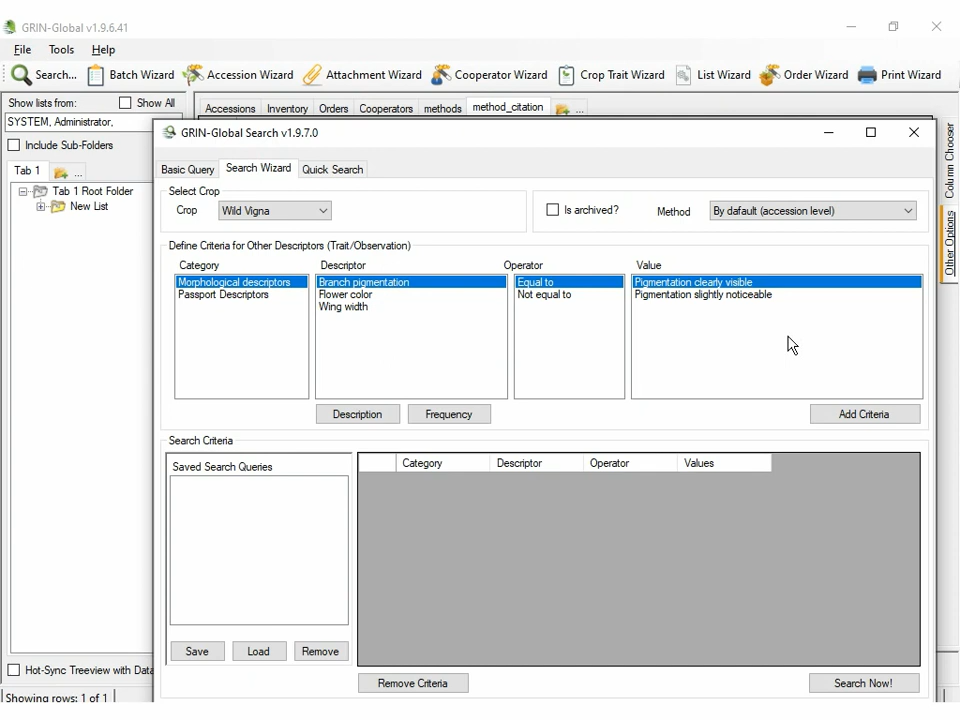 GRIN-Global v1.9.6.41
File Tools Help
Search... Batch Wizard Accession Wizard Attachment Wizard Cooperator Wizard Crop Trait Wizard List Wizard Order Wizard Print Wizard
Show lists from: Show All
Accessions Inventory Orders Cooperators methods method_citation ...
SYSTEM, Administrator,
GRIN-Global Search v1.9.7.0
Include Sub-Folders
Basic Query Search Wizard Quick Search
Tab 1 ...
Select Crop
Tab 1 Root Folder
New List
Crop Wild Vigna
Is archived? Method By dafault (accession level)
Column Chooser
Other Options
Define Criteria for Other Descriptors (Trait/Observation)
Category Descriptor Operator Value
Morphological descriptors Branch pigmentation Equal to Pigmentation clearly visible
Passport Descriptors Flower color Not equal to Pigmentation slightly noticeable
Wing width
Description Frequency Add Criteria
Search Criteria
Saved Search Queries
Category Descriptor Operator Values
Save Load Remove
Hot-Sync Treeview with Data
Remove Criteria Search Now!
Showing rows: 1 of 1